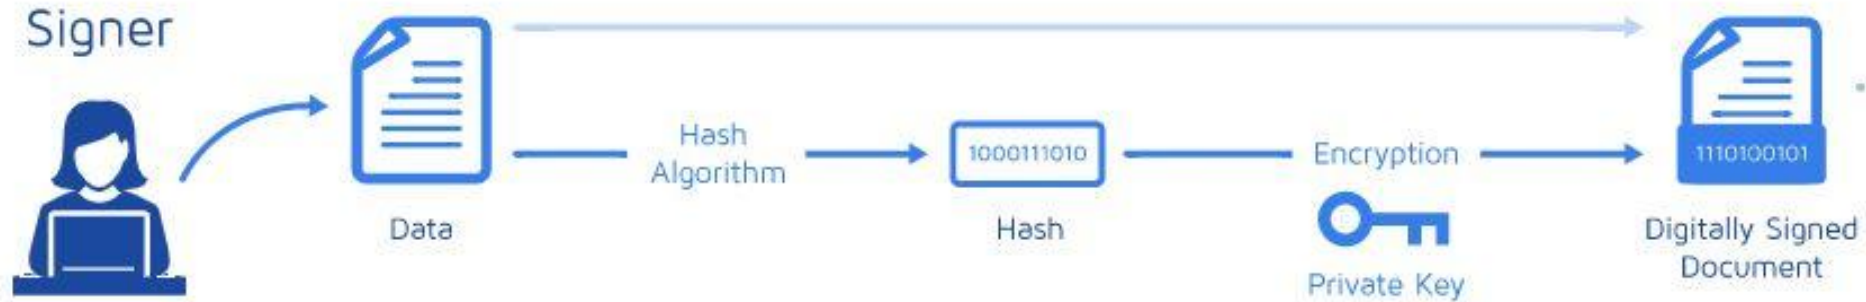 Signer
Data
Hash
Algorithm
1000111010
Hash
Encryption
Private Key
1110100101
Digitally Signed
Document